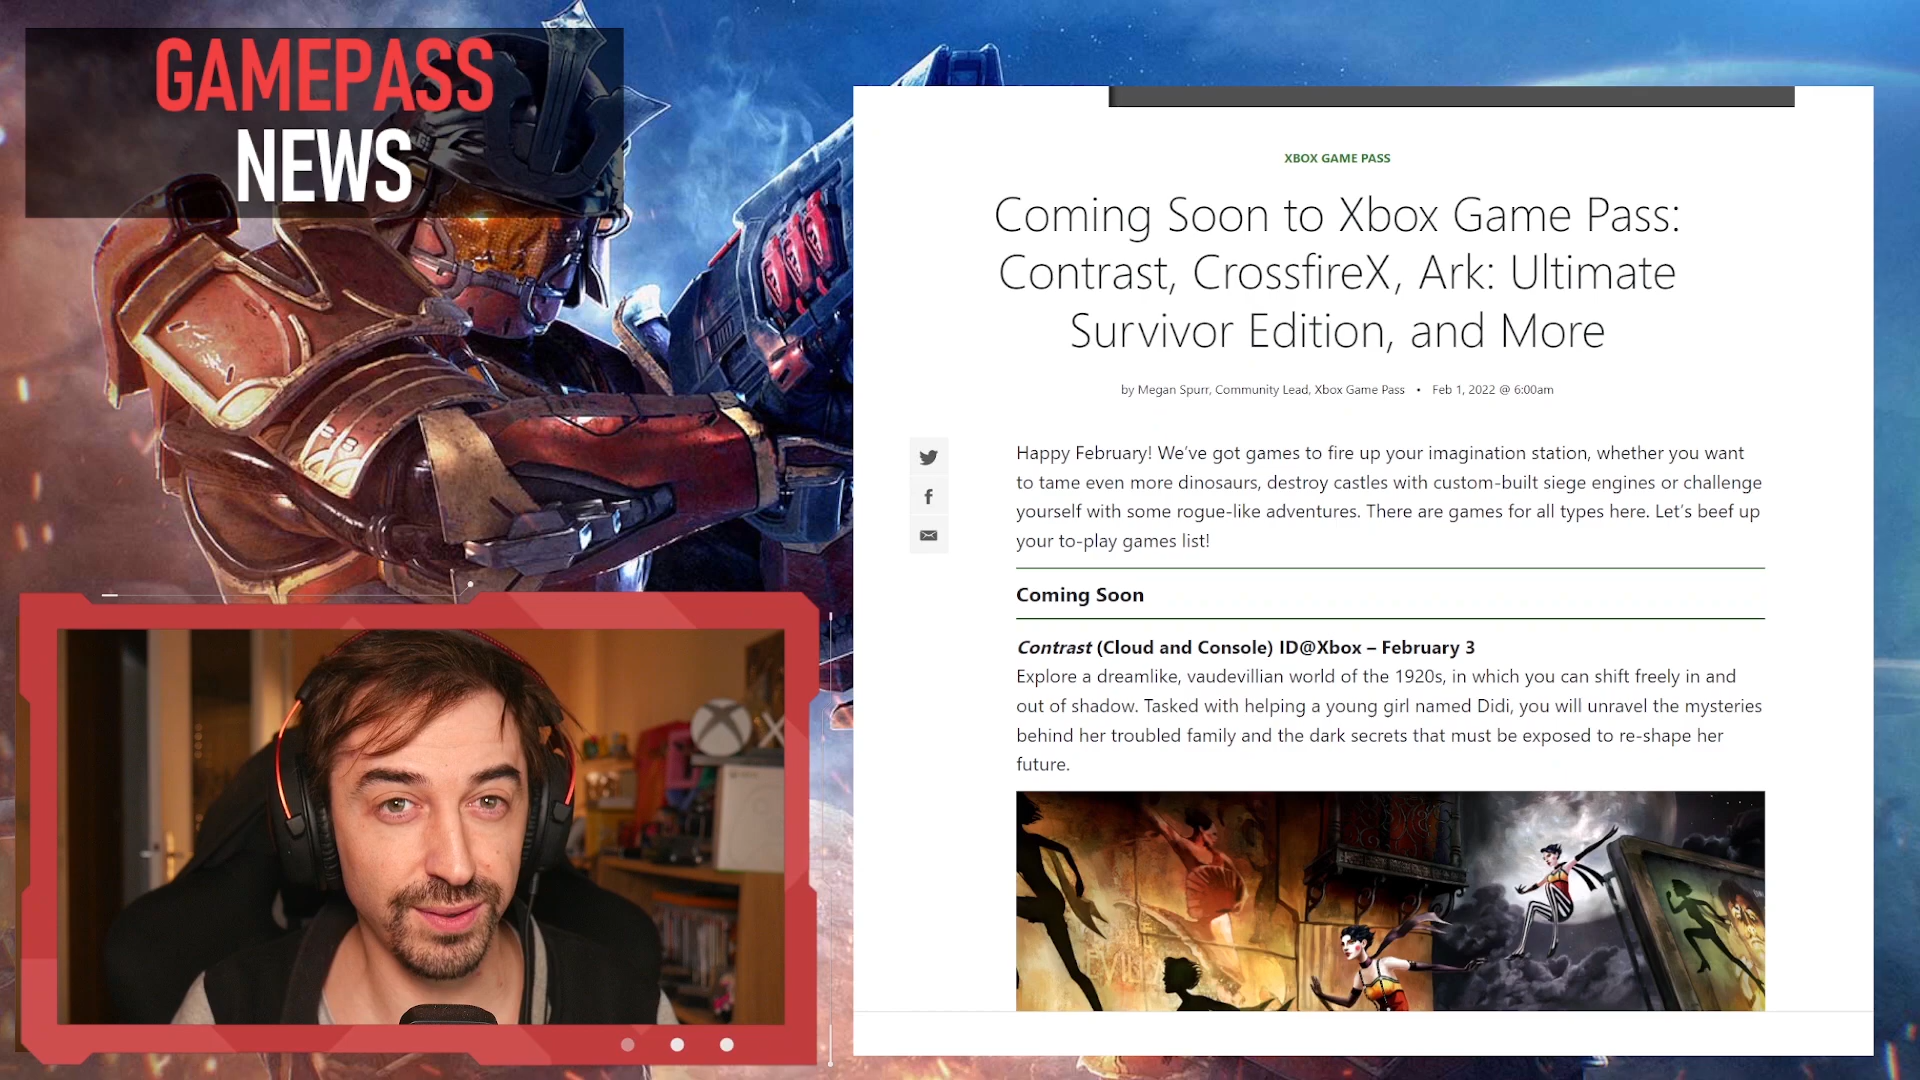 GAMEPASS
NEWS
XBOX GAME PASS
Coming Soon to Xbox Game Pass:
Contrast, CrossfireX, Ark: Ultimate
Survivor Edition, and More
by Megan Spurr, Community Lead, Xbox Game Pass • Feb 1, 2022 @ 6:00am
Happy February! We’ve got games to fire up your imagination station, whether you want
to tame even more dinosaurs, destroy castles with custom-built siege engines or challenge
yourself with some rogue-like adventures. There are games for all types here. Let’s beef up
your to-play games list!
Coming Soon
Contrast (Cloud and Console) ID@Xbox – February 3
Explore a dreamlike, vaudevillian world of the 1920s, in which you can shift freely in and
out of shadow. Tasked with helping a young girl named Didi, you will unravel the mysteries
behind her troubled family and the dark secrets that must be exposed to re-shape her
future.